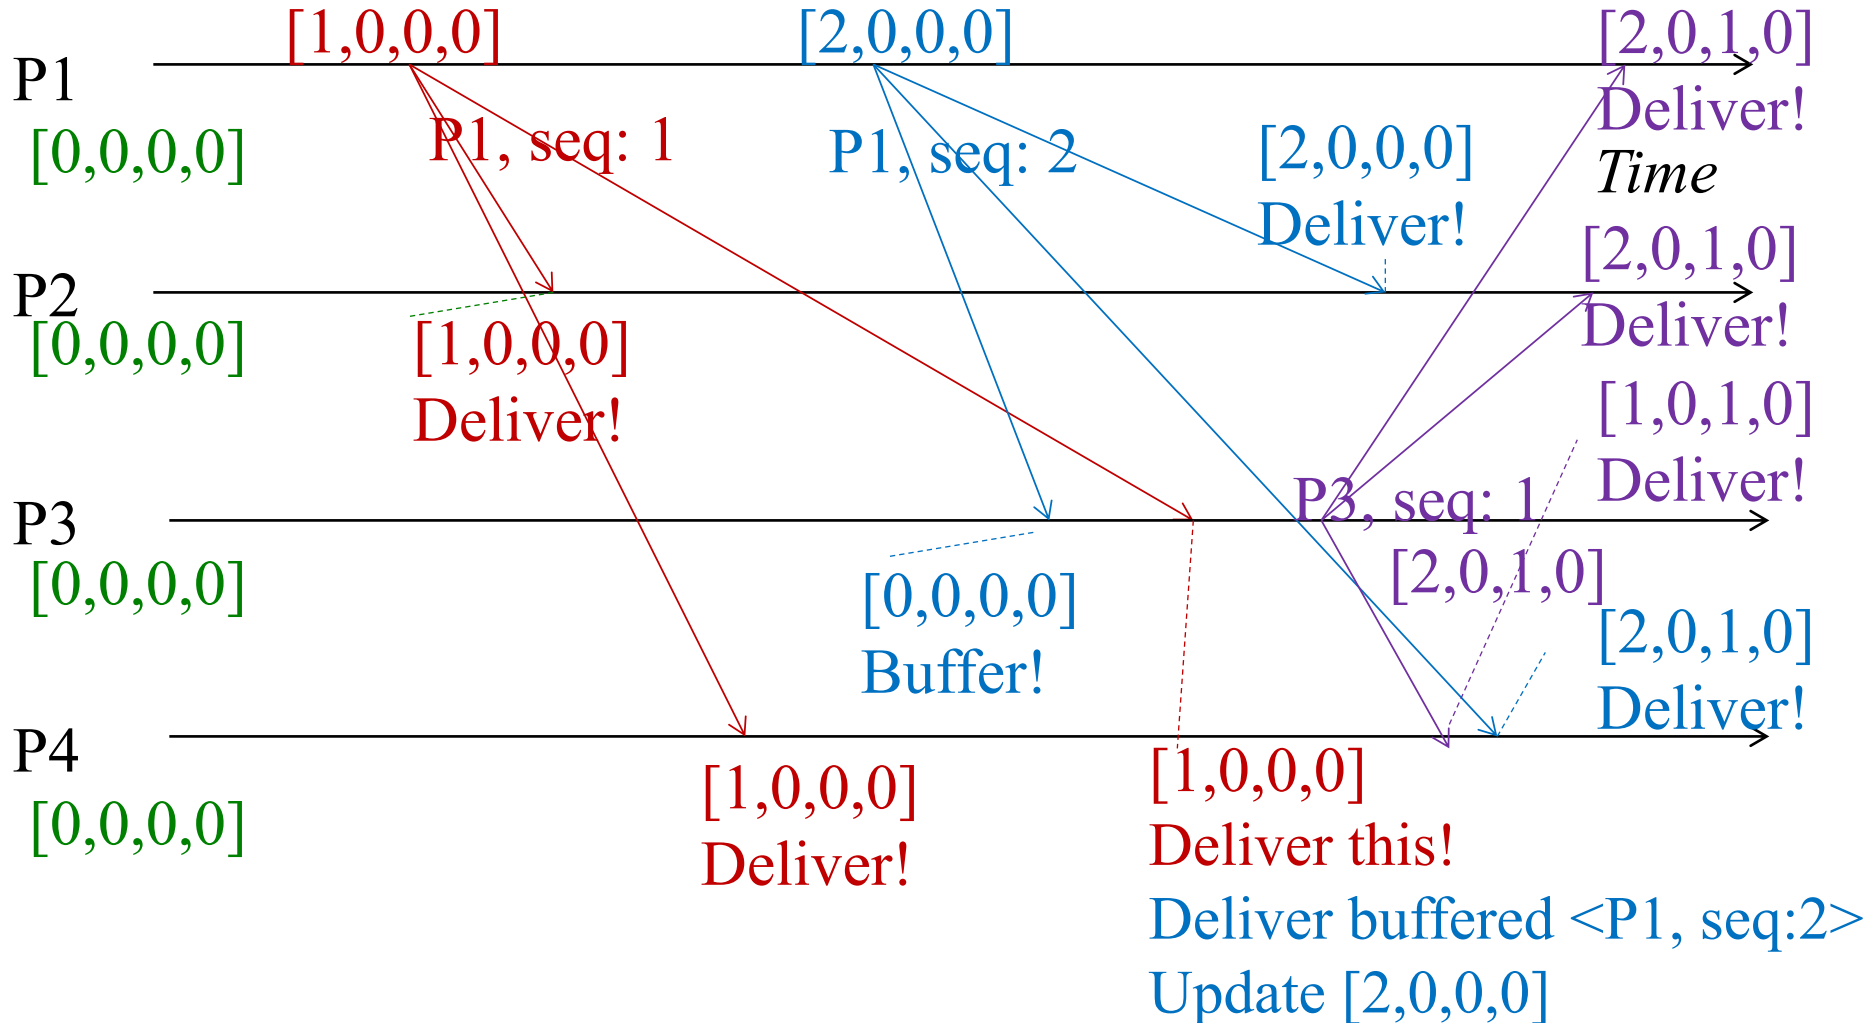 [1,0,0,0]
[2,0,0,0]
[2,0,1,0]
P1
Deliver!
P1, seq: 1
P1, seq: 2
[0,0,0,0]
[2,0,0,0]
Deliver!
Time
P2
[0,0,0,0]
[1,0,0,0]
Deliver!
[2,0,1,0]
Deliver!
[1,0,1,0]
Deliver!
P3
P3, seq: 1
[0,0,0,0]
[2,0,1,0]
[0,0,0,0]
Buffer!
[2,0,1,0]
Deliver!
P4
[0,0,0,0]
[1,0,0,0]
Deliver!
[1,0,0,0]
Deliver this!
Deliver buffered <P1, seq:2>
Update [2,0,0,0]